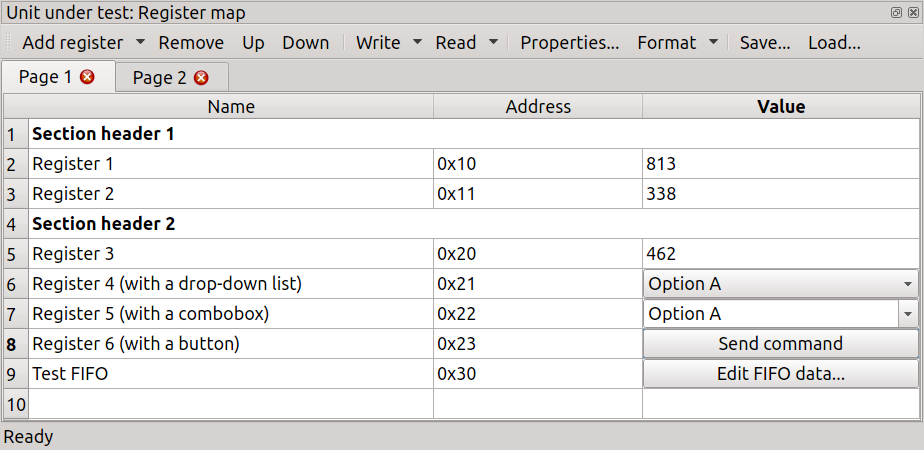 Unit under test: Register map
Add register Remove Up Down Write Read Properties... Format Save... Load...
Page 1 Page 2
Name Address Value
1 Section header 1
2 Register 1 0x10 813
3 Register 2 0x11 338
4 Section header 2
5 Register 3 0x20 462
6 Register 4 (with a drop-down list) 0x21 Option A
7 Register 5 (with a combobox) 0x22 Option A
8 Register 6 (with a button) 0x23 Send command
9 Test FIFO 0x30 Edit FIFO data...
10
Ready